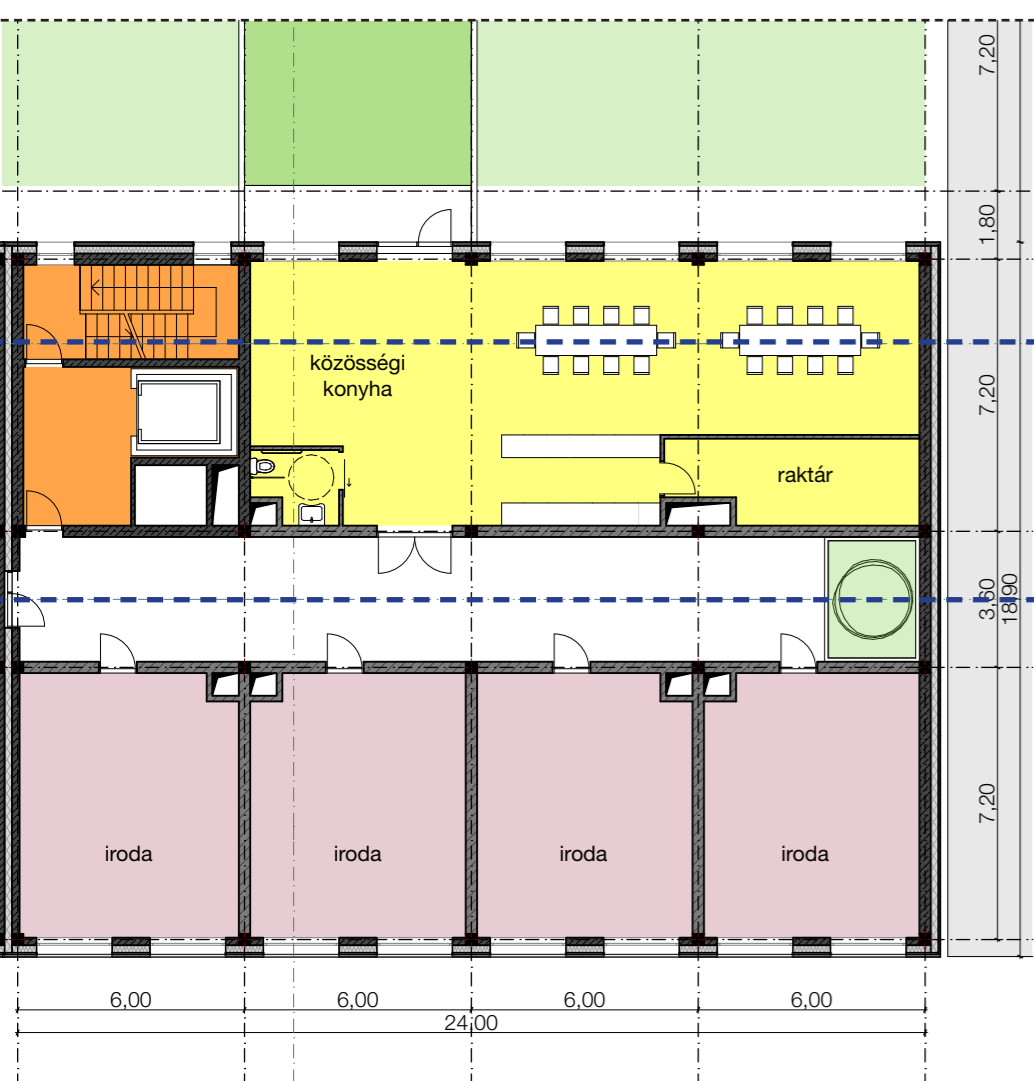 7,20
1,80
közösségi
konyha
7,20
raktár
3,60
18,90
7,20
iroda
iroda
iroda
iroda
6,00
6,00
6,00
6,00
24,00